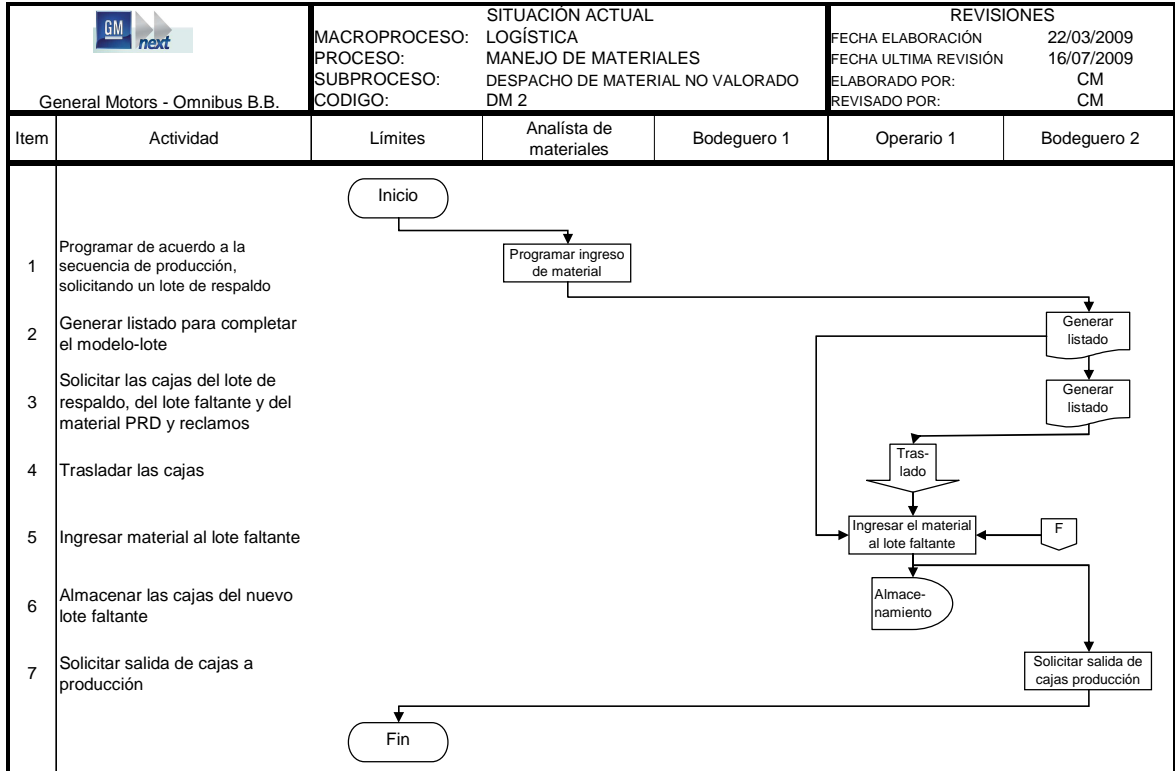 GM
next
General Motors - Omnibus B.B.
SITUACIÓN ACTUAL
MACROPROCESO: LOGÍSTICA
PROCESO: MANEJO DE MATERIALES
SUBPROCESO: DESPACHO DE MATERIAL NO VALORADO
CODIGO: DM 2
REVISIONES
FECHA ELABORACIÓN 22/03/2009
FECHA ULTIMA REVISIÓN 16/07/2009
ELABORADO POR: CM
REVISADO POR: CM
Item
Actividad
Límites
Analísta de
materiales
Bodeguero 1
Operario 1
Bodeguero 2
Inicio
1
Programar de acuerdo a la
secuencia de producción,
solicitando un lote de respaldo
Programar ingreso
de material
2
Generar listado para completar
el modelo-lote
Generar
listado
3
Solicitar las cajas del lote de
respaldo, del lote faltante y del
material PRD y reclamos
Generar
listado
4
Trasladar las cajas
Tras-
lado
5
Ingresar material al lote faltante
Ingresar el material
al lote faltante
F
6
Almacenar las cajas del nuevo
lote faltante
Almace-
namiento
7
Solicitar salida de cajas a
producción
Solicitar salida de
cajas producción
Fin